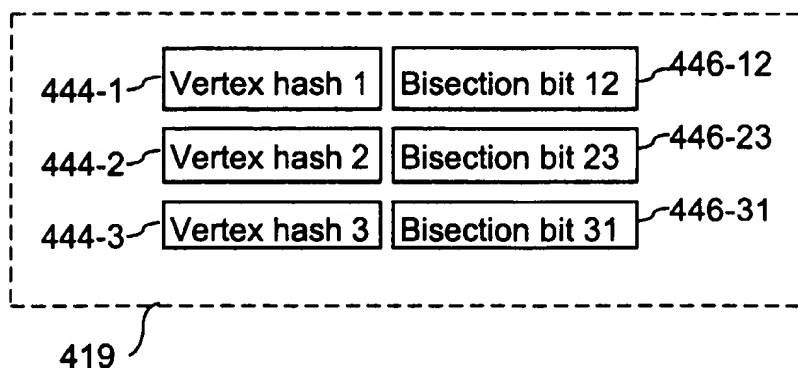 444-1 Vertex hash 1 Bisection bit 12 446-12
444-2 Vertex hash 2 Bisection bit 23 446-23
444-3 Vertex hash 3 Bisection bit 31 446-31
419